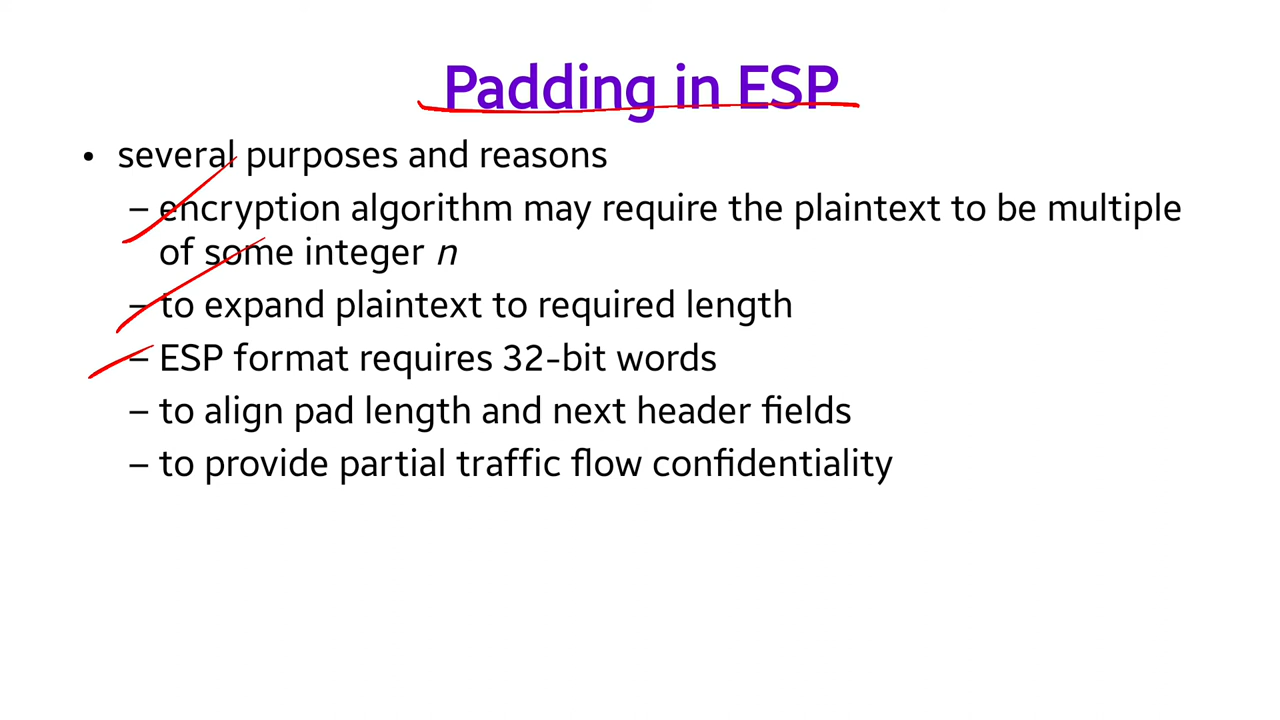 Padding in ESP
• several purposes and reasons
– encryption algorithm may require the plaintext to be multiple
of some integer n
– to expand plaintext to required length
– ESP format requires 32-bit words
– to align pad length and next header fields
– to provide partial traffic flow confidentiality